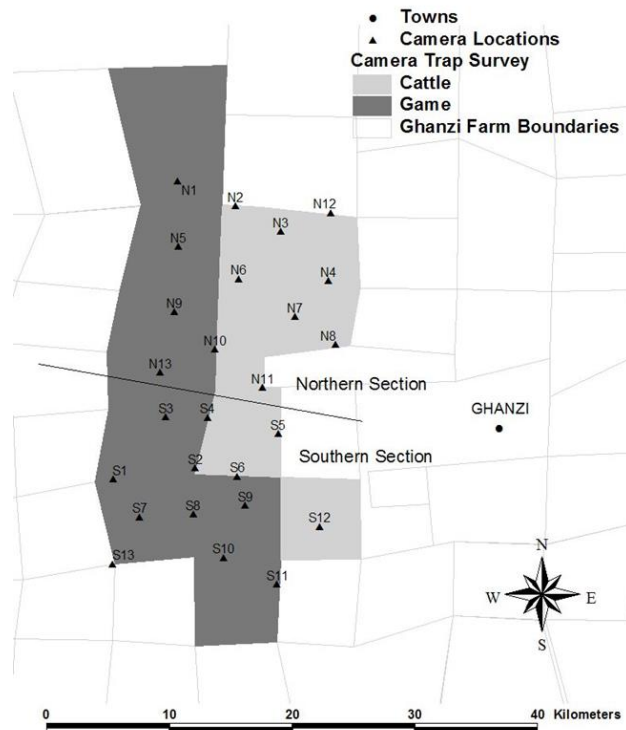 Towns
Camera Locations
Camera Trap Survey
Cattle
Game
Ghanzi Farm Boundaries
N1
N2
N12
N3
N5
N6
N4
N9
N7
N10
N8
N13
N11
Northern Section
S3
S4
GHANZI
S5
Southern Section
S2
S1
S6
S9
S7
S8
S12
S10
S13
S11
N
W
E
S
0
10
20
30
40
Kilometers